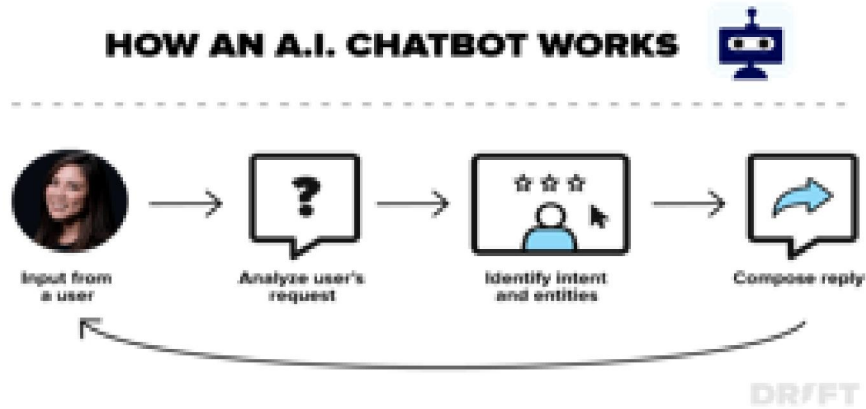 HOW AN A.I. CHATBOT WORKS
?
Input from
a user
Analyze user's
request
Identify intent
and entities
Compose reply
DRIFT